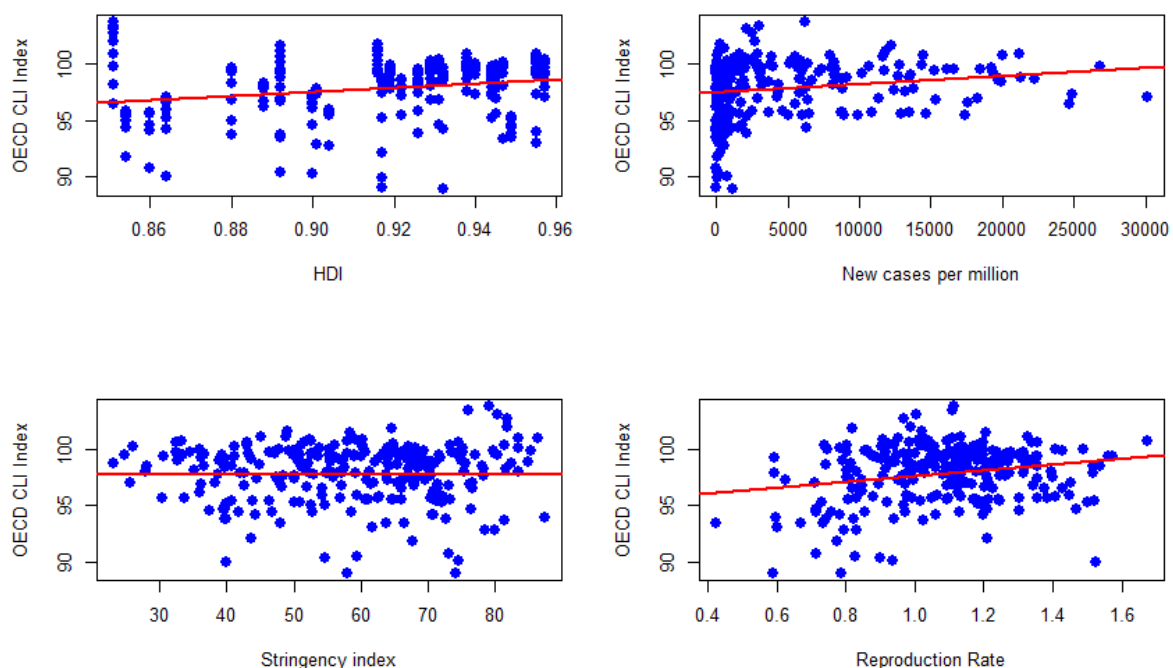 OECD CLI Index
100
95
90
0.86 0.88 0.90 0.92 0.94 0.96
HDI
OECD CLI Index
100
95
90
0 5000 10000 15000 20000 25000 30000
New cases per million
OECD CLI Index
100
95
90
30 40 50 60 70 80
Stringency index
OECD CLI Index
100
95
90
0.4 0.6 0.8 1.0 1.2 1.4 1.6
Reproduction Rate